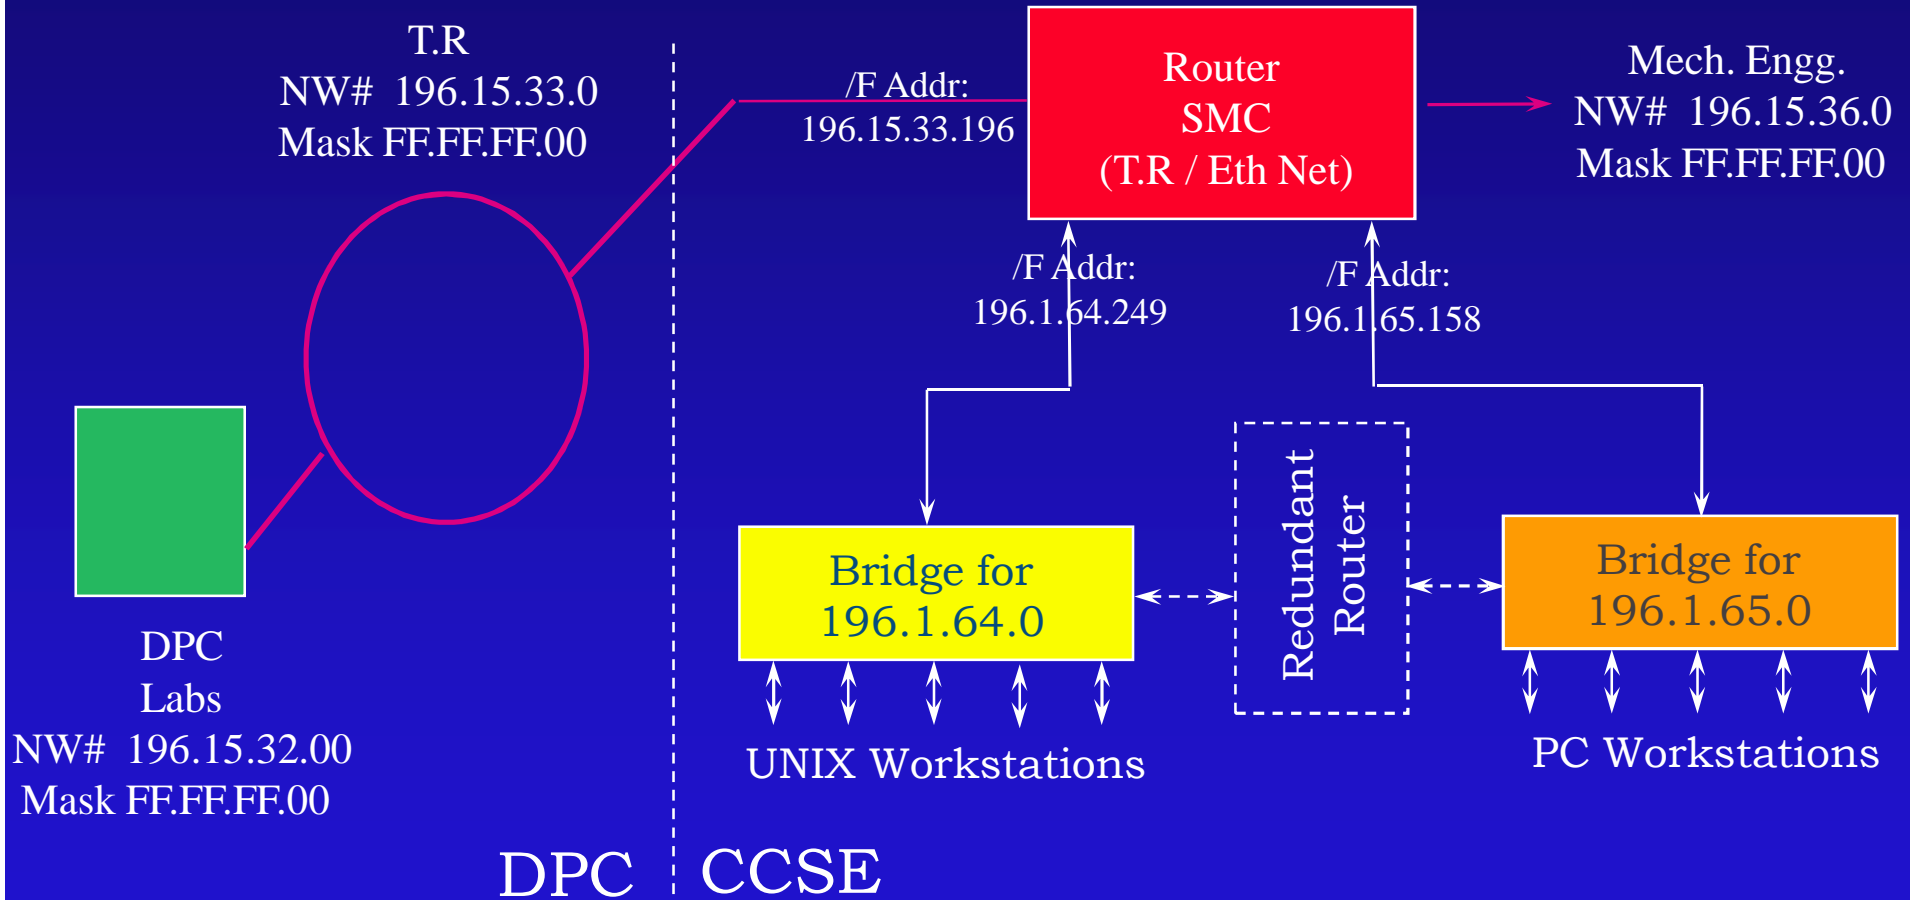 T.R
NW#  196.15.33.0
Mask FF.FF.FF.00
/F Addr:
196.15.33.196
Router
SMC
(T.R / Eth Net)
Mech. Engg.
NW#  196.15.36.0
Mask FF.FF.FF.00
/F Addr:
196.1.64.249
/F Addr:
196.1.65.158
Bridge for
196.1.64.0
Redundant
Router
Bridge for
196.1.65.0
DPC
Labs
NW#  196.15.32.00
Mask FF.FF.FF.00
UNIX Workstations
PC Workstations
DPC
CCSE